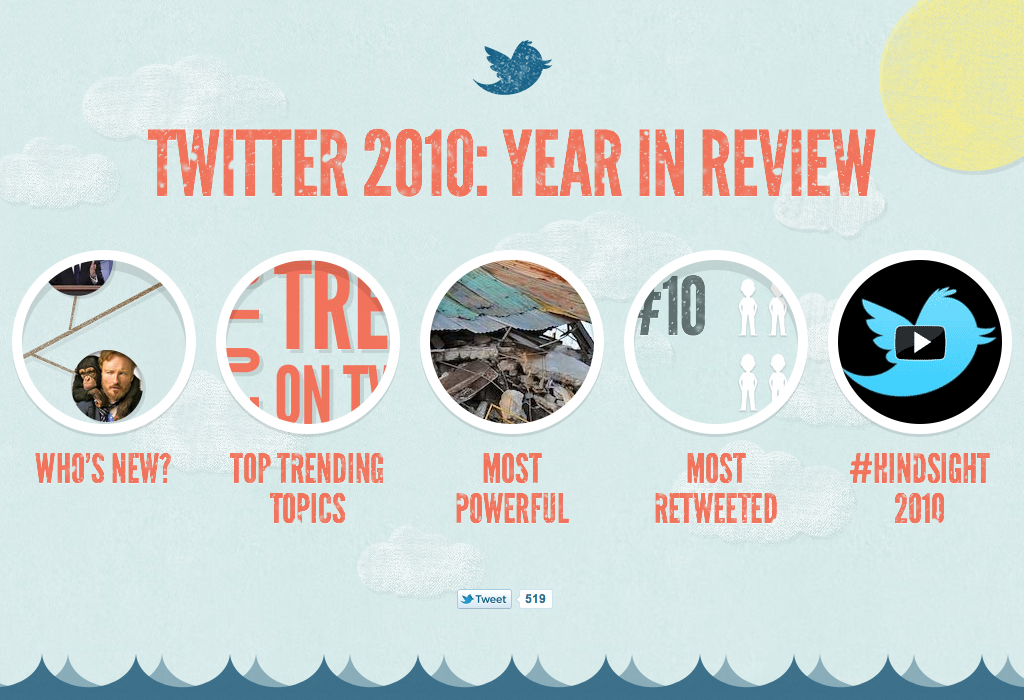 TWITTER 2010: YEAR IN REVIEW
TRE
ON TW
#10
WHO'S NEW?
TOP TRENDING
TOPICS
MOST
POWERFUL
MOST
RETWEETED
#HINDSIGHT
2010
Tweet 519